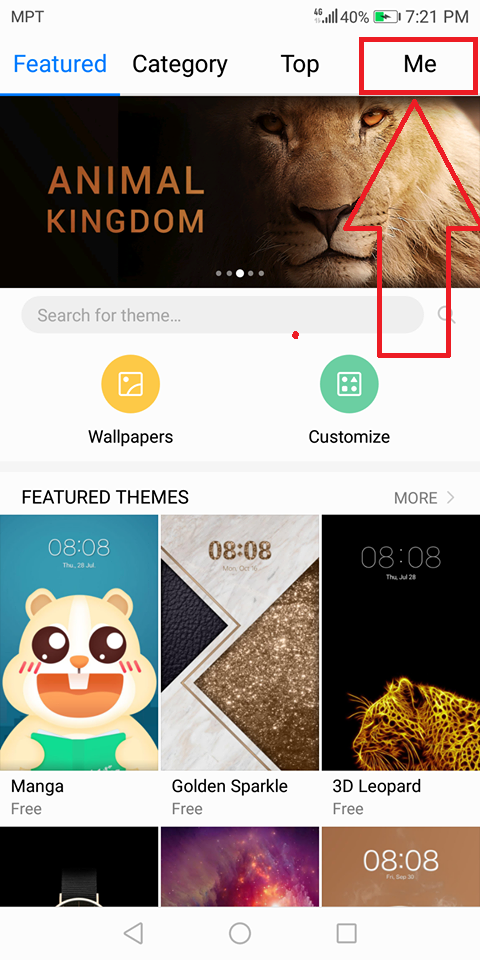 MPT 4G 40% 7:21 PM
Featured Category Top Me
ANIMAL
KINGDOM
Search for theme...
Wallpapers Customize
FEATURED THEMES MORE
08:08 08:08 08:08
Thu, 28 Jul. Mon, Oct 16 Thu, Jul 28
Manga Golden Sparkle 3D Leopard
Free Free Free
08:08
Fri, Sep 30